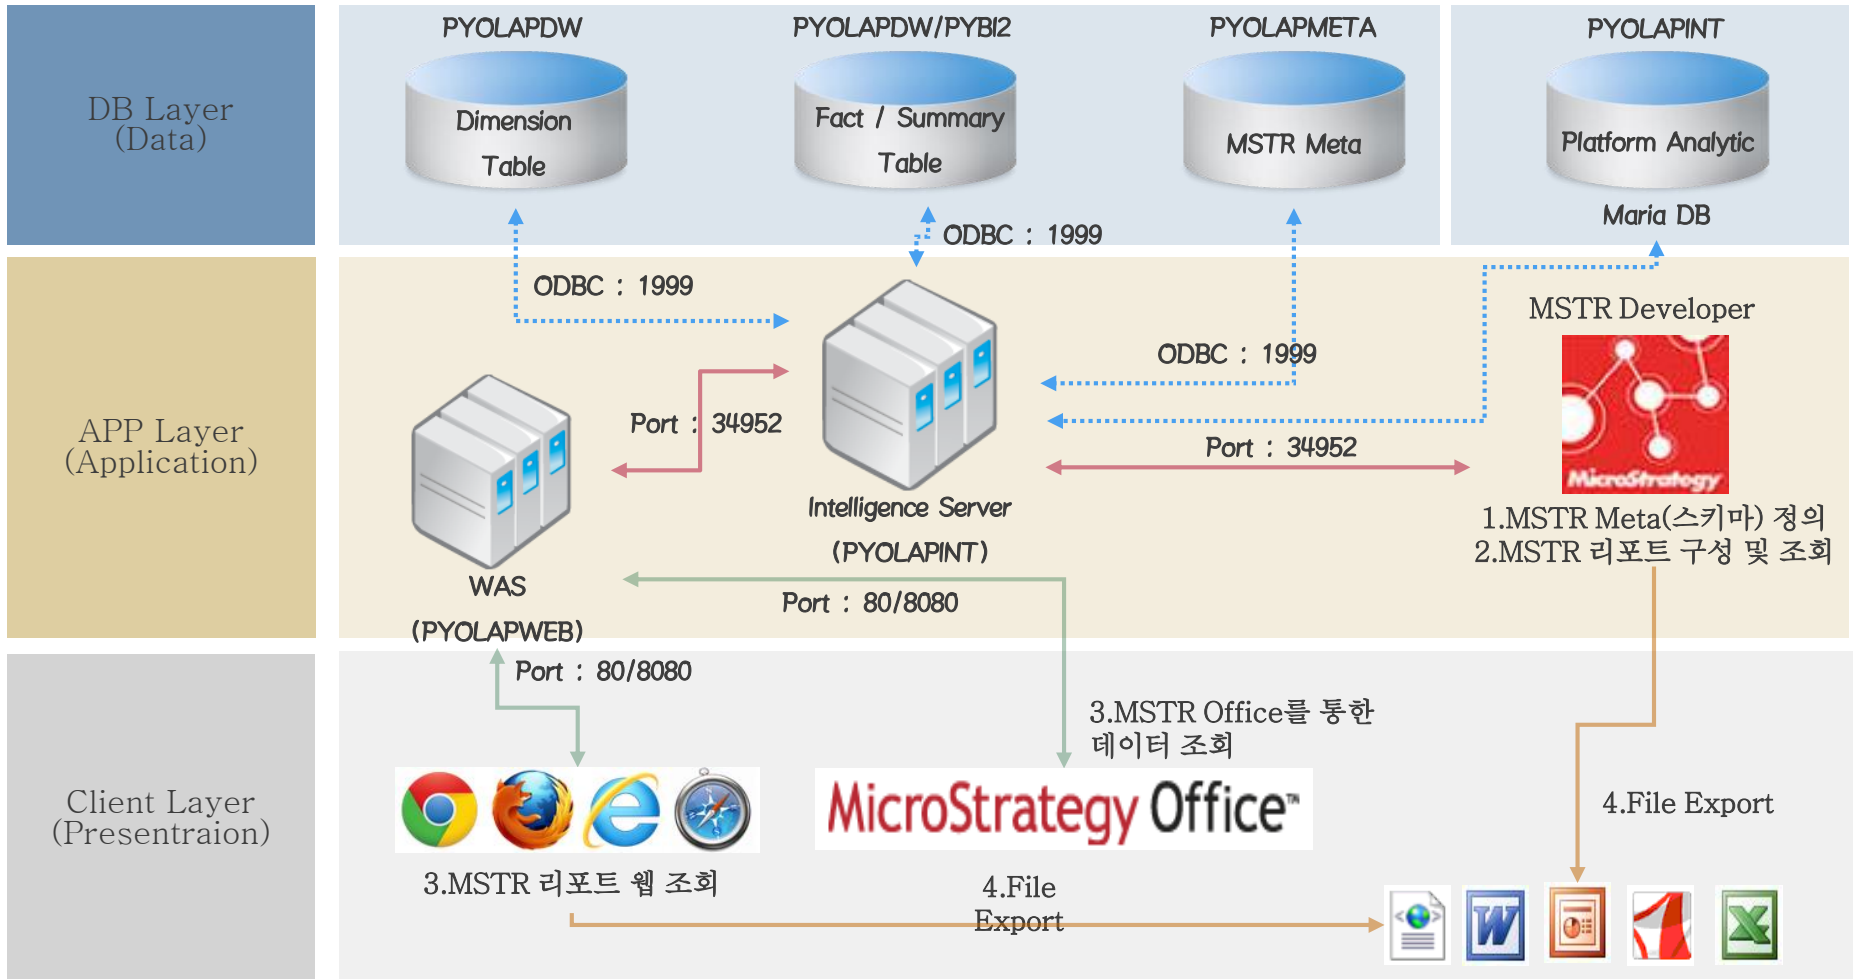 DB Layer
(Data)
PYOLAPDW
PYOLAPDW/PYBI2
PYOLAPMETA
PYOLAPINT
Dimension
Table
Fact / Summary
Table
MSTR Meta
Platform Analytic
Maria DB
ODBC : 1999
ODBC : 1999
ODBC : 1999
APP Layer
(Application)
MSTR Developer
MicroStrategy
Port : 34952
Port : 34952
Intelligence Server
(PYOLAPINT)
1.MSTR Meta(스키마) 정의
2.MSTR 리포트 구성 및 조회
WAS
(PYOLAPWEB)
Port : 80/8080
Port : 80/8080
Client Layer
(Presentraion)
3.MSTR Office를 통한
데이터 조회
MicroStrategy Office™
4.File Export
3.MSTR 리포트 웹 조회
4.File
Export